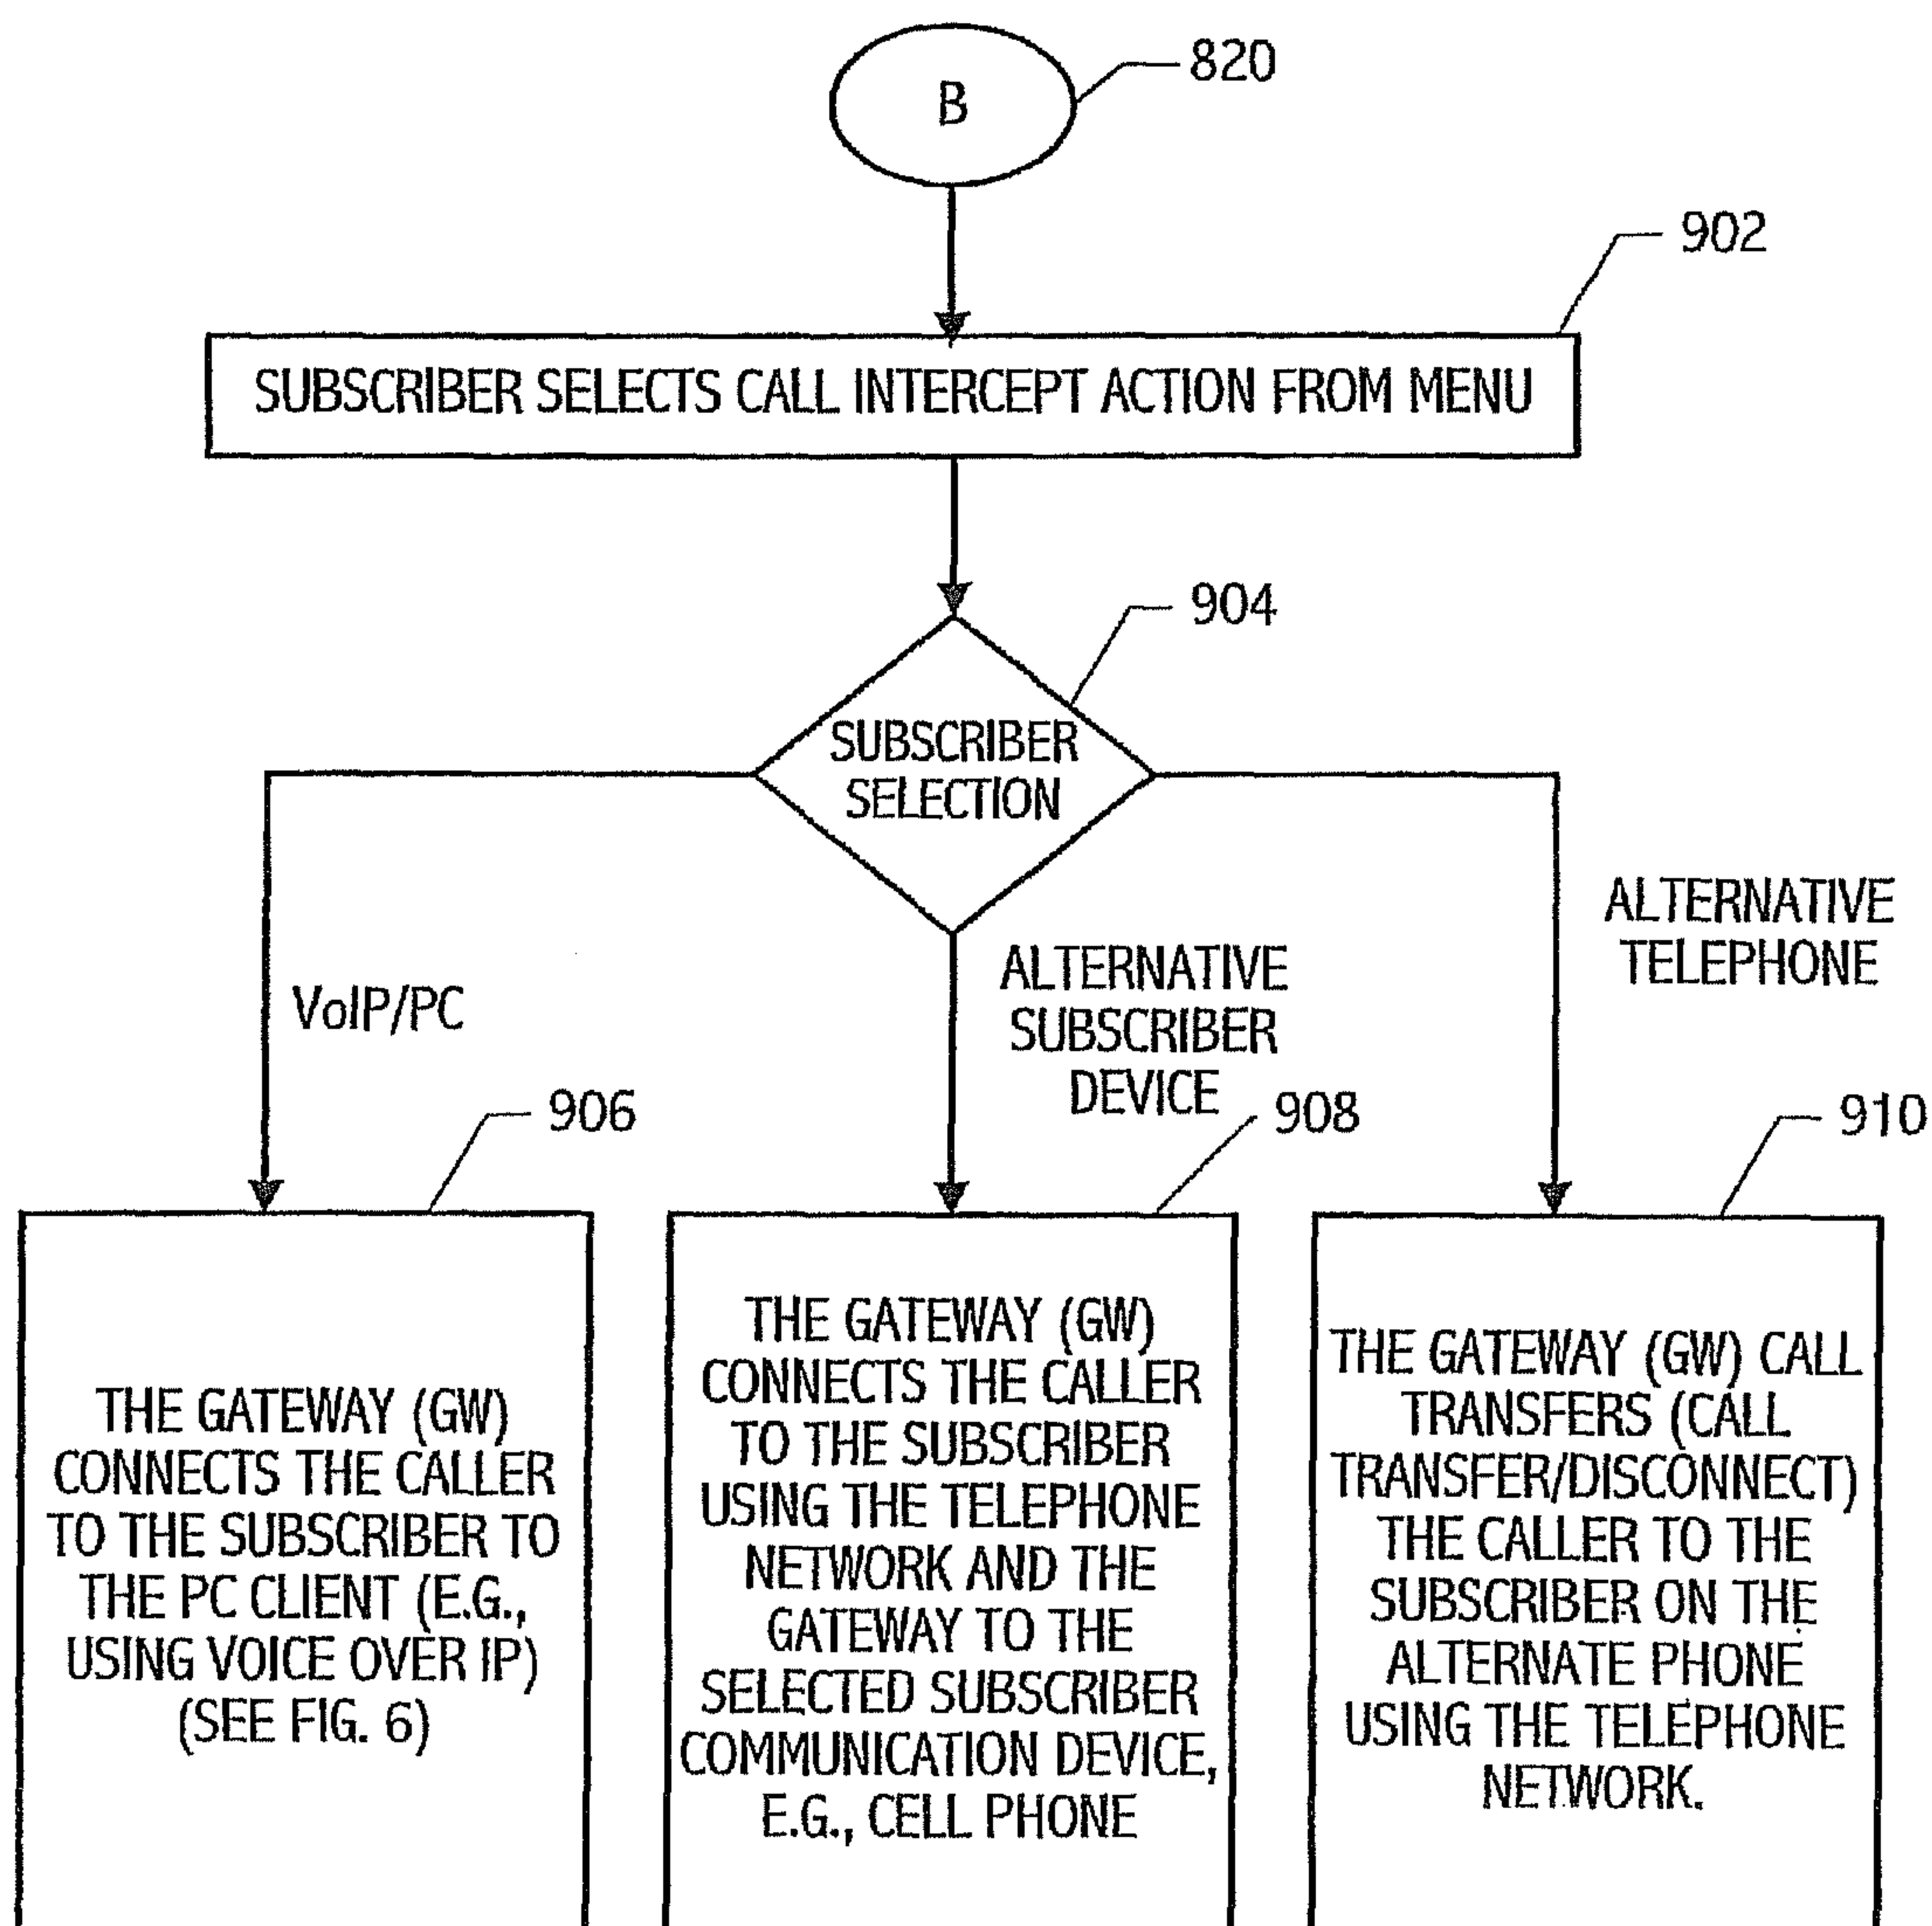 B
820
902
SUBSCRIBER SELECTS CALL INTERCEPT ACTION FROM MENU
904
SUBSCRIBER
SELECTION
VoIP/PC
ALTERNATIVE
SUBSCRIBER
DEVICE
ALTERNATIVE
TELEPHONE
906
THE GATEWAY (GW)
CONNECTS THE CALLER
TO THE SUBSCRIBER TO
THE PC CLIENT (E.G.,
USING VOICE OVER IP)
(SEE FIG. 6)
908
THE GATEWAY (GW)
CONNECTS THE CALLER
TO THE SUBSCRIBER
USING THE TELEPHONE
NETWORK AND THE
GATEWAY TO THE
SELECTED SUBSCRIBER
COMMUNICATION DEVICE,
E.G., CELL PHONE
910
THE GATEWAY (GW) CALL
TRANSFERS (CALL
TRANSFER/DISCONNECT)
THE CALLER TO THE
SUBSCRIBER ON THE
ALTERNATE PHONE
USING THE TELEPHONE
NETWORK.